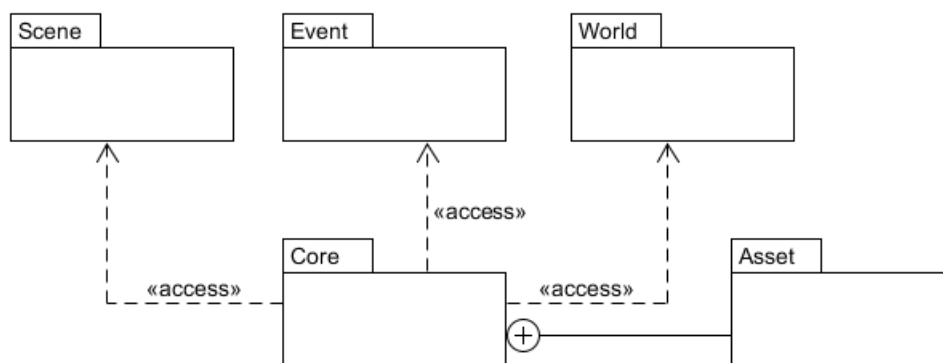 Scene
Event
World
«access»
Core
Asset
«access»
«access»